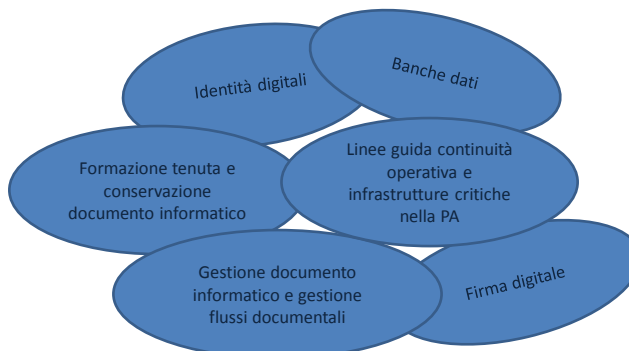 Identità digitali
Banche dati
Formazione tenuta e
conservazione
documento informatico
Linee guida continuità
operativa e
infrastrutture critiche
nella PA
Gestione documento
informatico e gestione
flussi documentali
Firma digitale